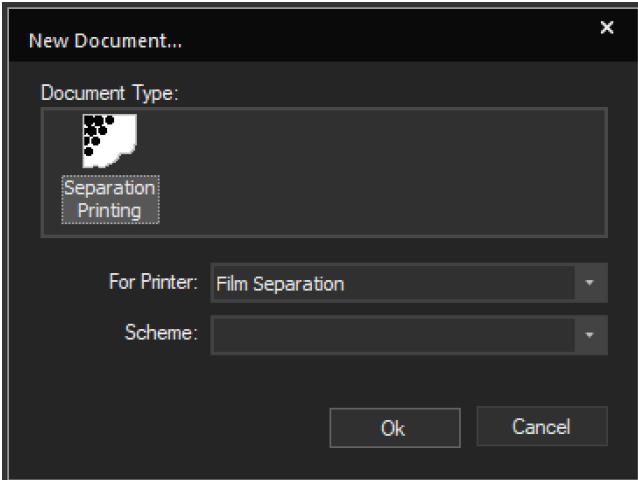 New Document...
Document Type:
Separation
Printing
For Printer: Film Separation
Scheme:
Ok Cancel